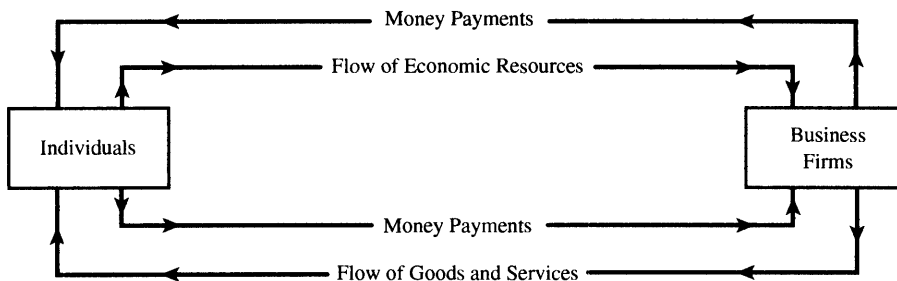 Money Payments
Flow of Economic Resources
Individuals
Business
Firms
Money Payments
Flow of Goods and Services